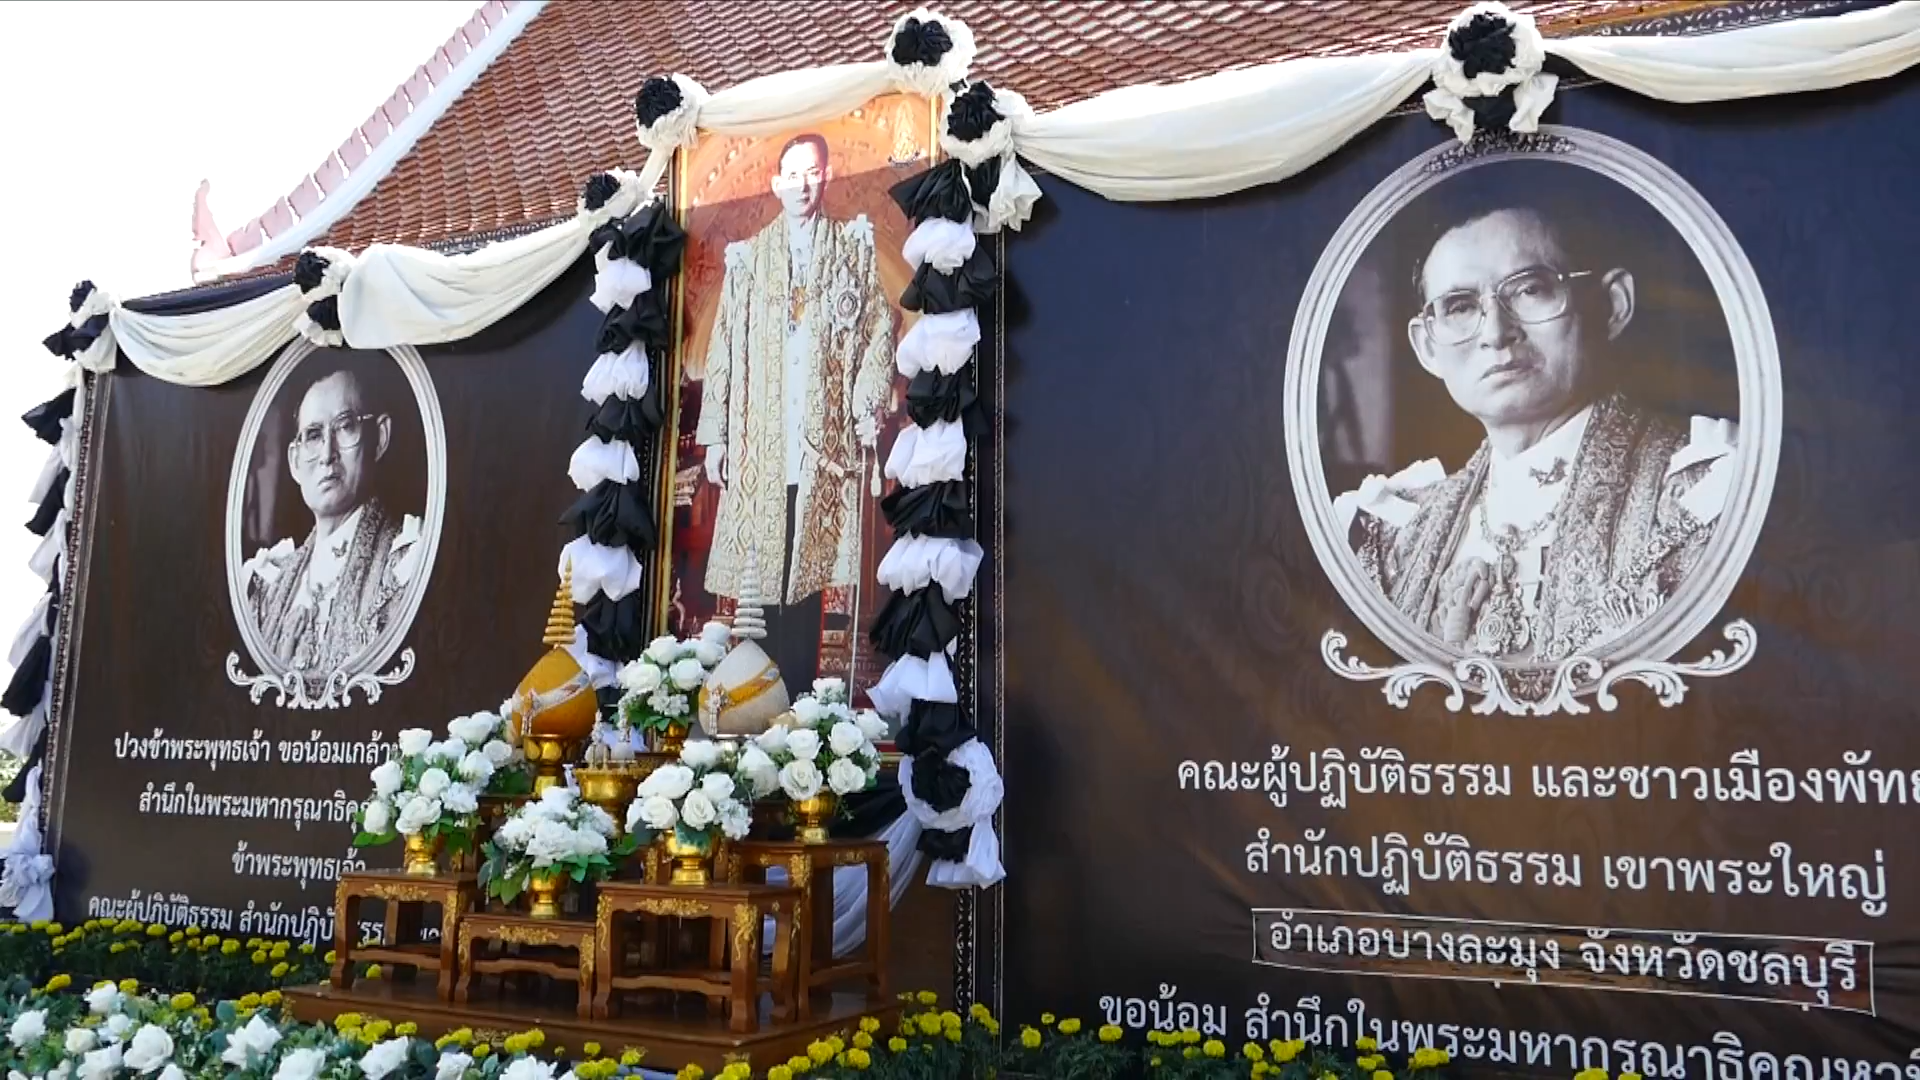 ปวงข้าพระพุทธเจ้า ขอน้อมเกล้า
สำนึกในพระมหากรุณาธิคุ
ข้าพระพุทธเจ้า
คณะผู้ปฏิบัติธรรม สำนักปฏิบั
คณะผู้ปฏิบัติธรรม และชาวเมืองพัท
สำนักปฏิบัติธรรม เขาพระใหญ่
อำเภอบางละมุง จังหวัดชลบุรี
ขอน้อม สำนึกในพระมหากรุณาธิคุณหา